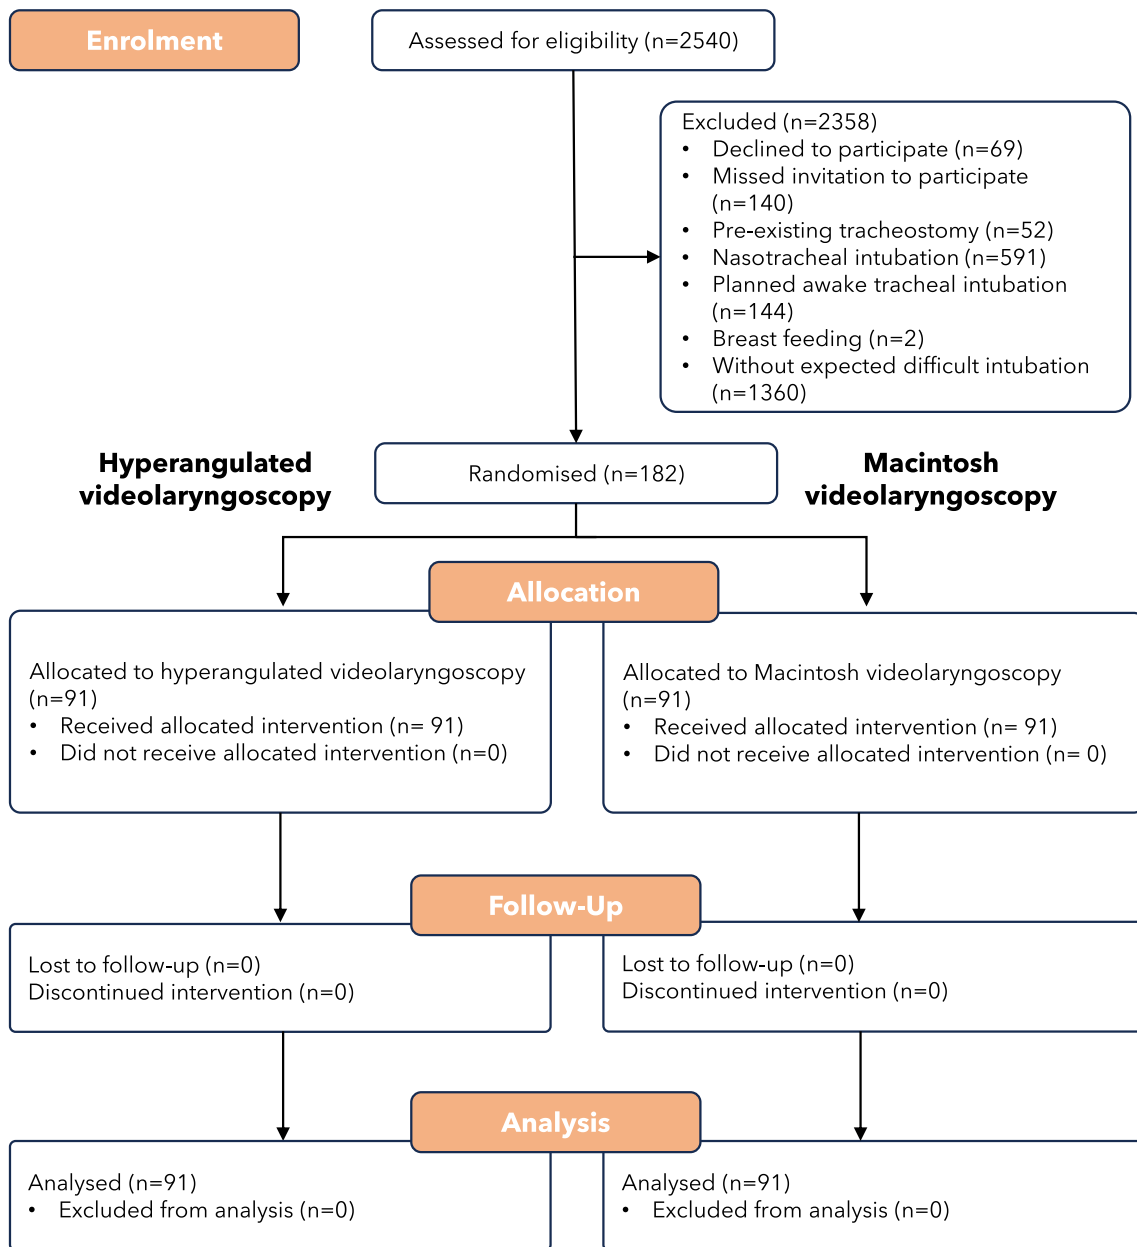 Enrolment
Assessed for eligibility (n=2540)
Excluded (n=2358)
• Declined to participate (n=69)
• Missed invitation to participate
(n=140)
• Pre-existing tracheostomy (n=52)
• Nasotracheal intubation (n=591)
• Planned awake tracheal intubation
(n=144)
• Breast feeding (n=2)
• Without expected difficult intubation
(n=1360)
Hyperangulated
videolaryngoscopy
Randomised (n=182)
Macintosh
videolaryngoscopy
Allocation
Allocated to hyperangulated videolaryngoscopy
(n=91)
• Received allocated intervention (n= 91)
• Did not receive allocated intervention (n=0)
Allocated to Macintosh videolaryngoscopy
(n=91)
• Received allocated intervention (n= 91)
• Did not receive allocated intervention (n= 0)
Follow-Up
Lost to follow-up (n=0)
Discontinued intervention (n=0)
Lost to follow-up (n=0)
Discontinued intervention (n=0)
Analysis
Analysed (n=91)
• Excluded from analysis (n=0)
Analysed (n=91)
• Excluded from analysis (n=0)